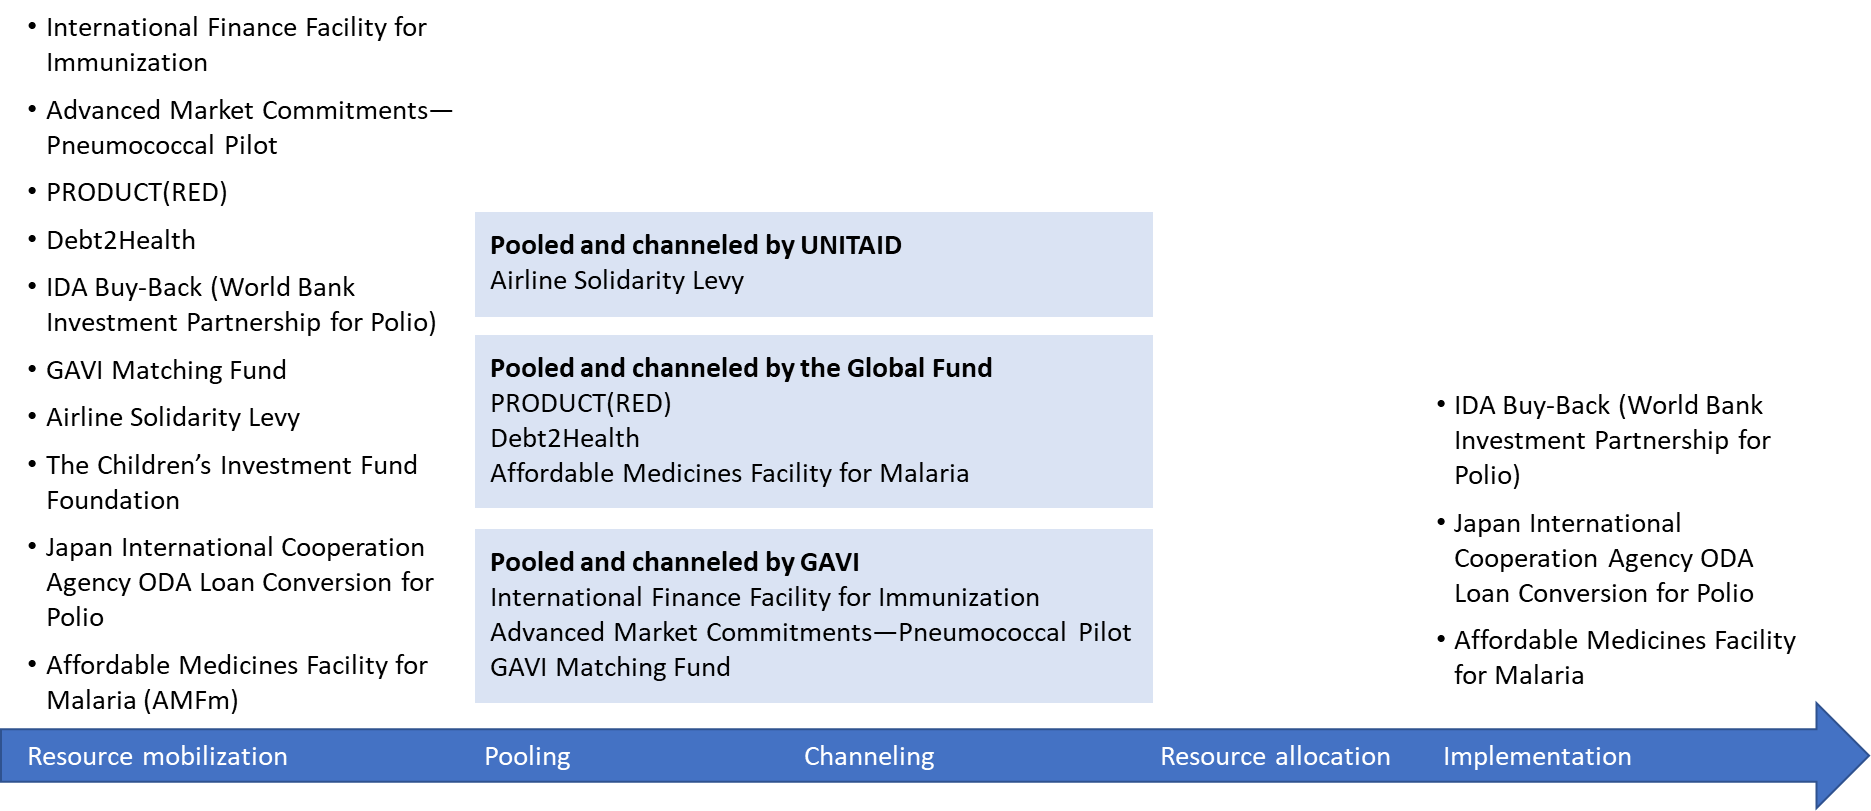 • International Finance Facility for
Immunization
• Advanced Market Commitments—
Pneumococcal Pilot
• PRODUCT(RED)
• Debt2Health
• IDA Buy-Back (World Bank
Investment Partnership for Polio)
• GAVI Matching Fund
• Airline Solidarity Levy
• The Children’s Investment Fund
Foundation
• Japan International Cooperation
Agency ODA Loan Conversion for
Polio
• Affordable Medicines Facility for
Malaria (AMFm)
Pooled and channeled by UNITAID
Airline Solidarity Levy
Pooled and channeled by the Global Fund
PRODUCT(RED)
Debt2Health
Affordable Medicines Facility for Malaria
Pooled and channeled by GAVI
International Finance Facility for Immunization
Advanced Market Commitments—Pneumococcal Pilot
GAVI Matching Fund
• IDA Buy-Back (World Bank
Investment Partnership for
Polio)
• Japan International
Cooperation Agency ODA
Loan Conversion for Polio
• Affordable Medicines Facility
for Malaria
Resource mobilization Pooling Channeling Resource allocation Implementation